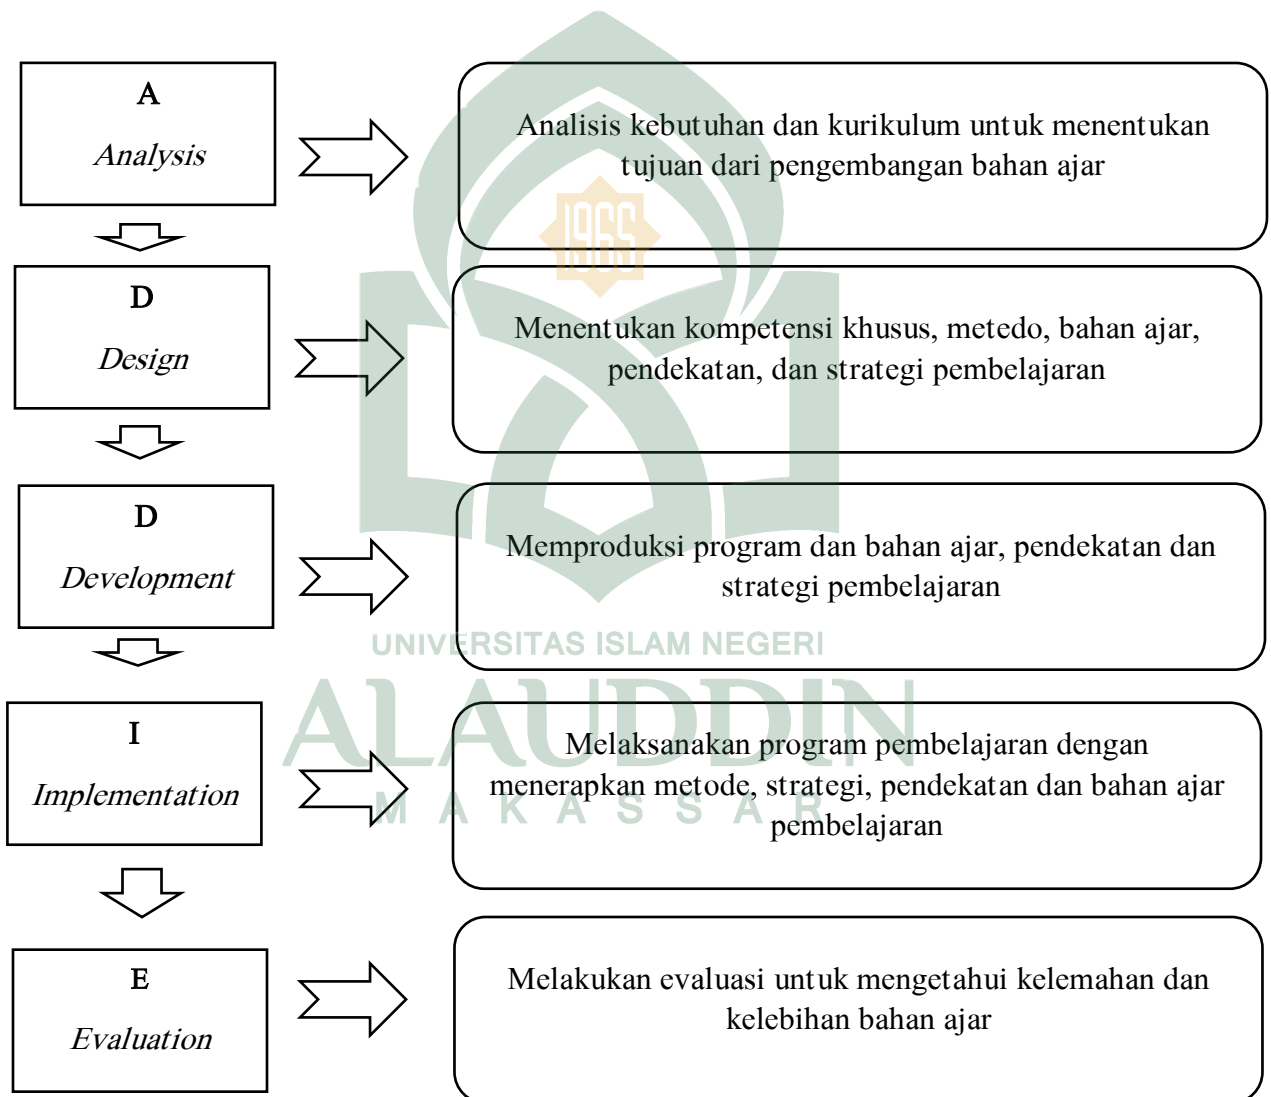 A
Analysis
Analisis kebutuhan dan kurikulum untuk menentukan
tujuan dari pengembangan bahan ajar
1965
D
Design
Menentukan kompetensi khusus, metedo, bahan ajar,
pendekatan, dan strategi pembelajaran
D
Development
Memproduksi program dan bahan ajar, pendekatan dan
strategi pembelajaran
UNIVERSITAS ISLAM NEGERI
ALAUDDIN
MAKASSAR
I
Implementation
Melaksanakan program pembelajaran dengan
menerapkan metode, strategi, pendekatan dan bahan ajar
pembelajaran
E
Evaluation
Melakukan evaluasi untuk mengetahui kelemahan dan
kelebihan bahan ajar